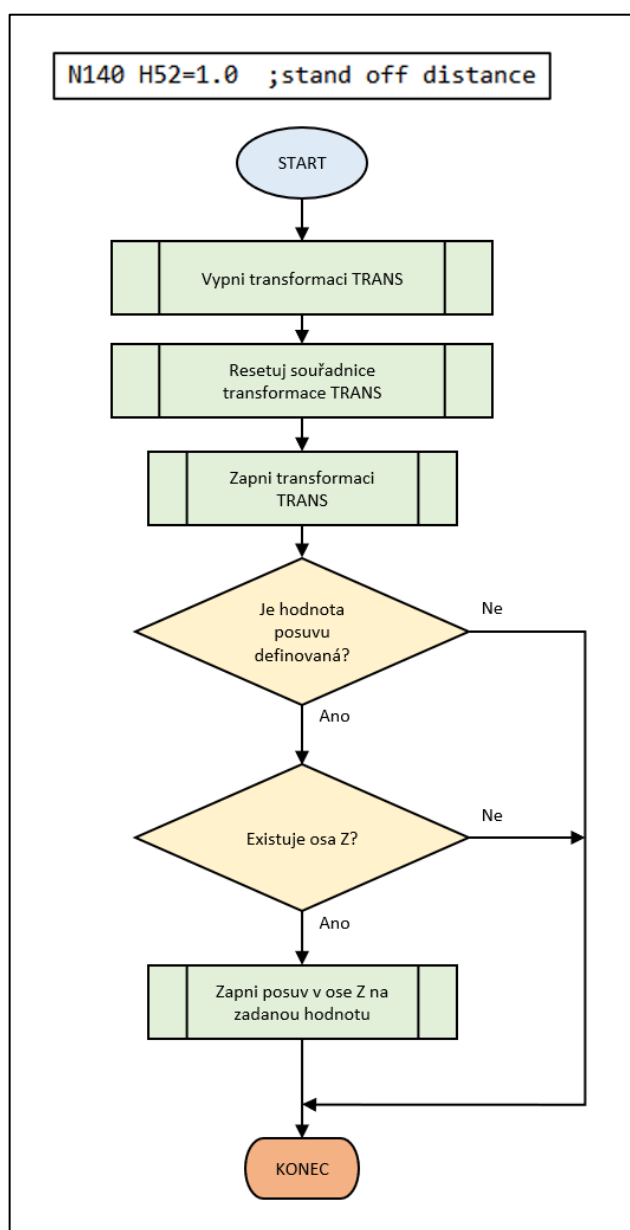 N140 H52=1.0  ;stand off distance
START
Vypni transformaci TRANS
Resetuj souřadnice
transformace TRANS
Zapni transformaci
TRANS
Je hodnota
posuvu
definovaná?
Ne
Ano
Existuje osa Z?
Ne
Ano
Zapni posuv v ose Z na
zadanou hodnotu
KONEC